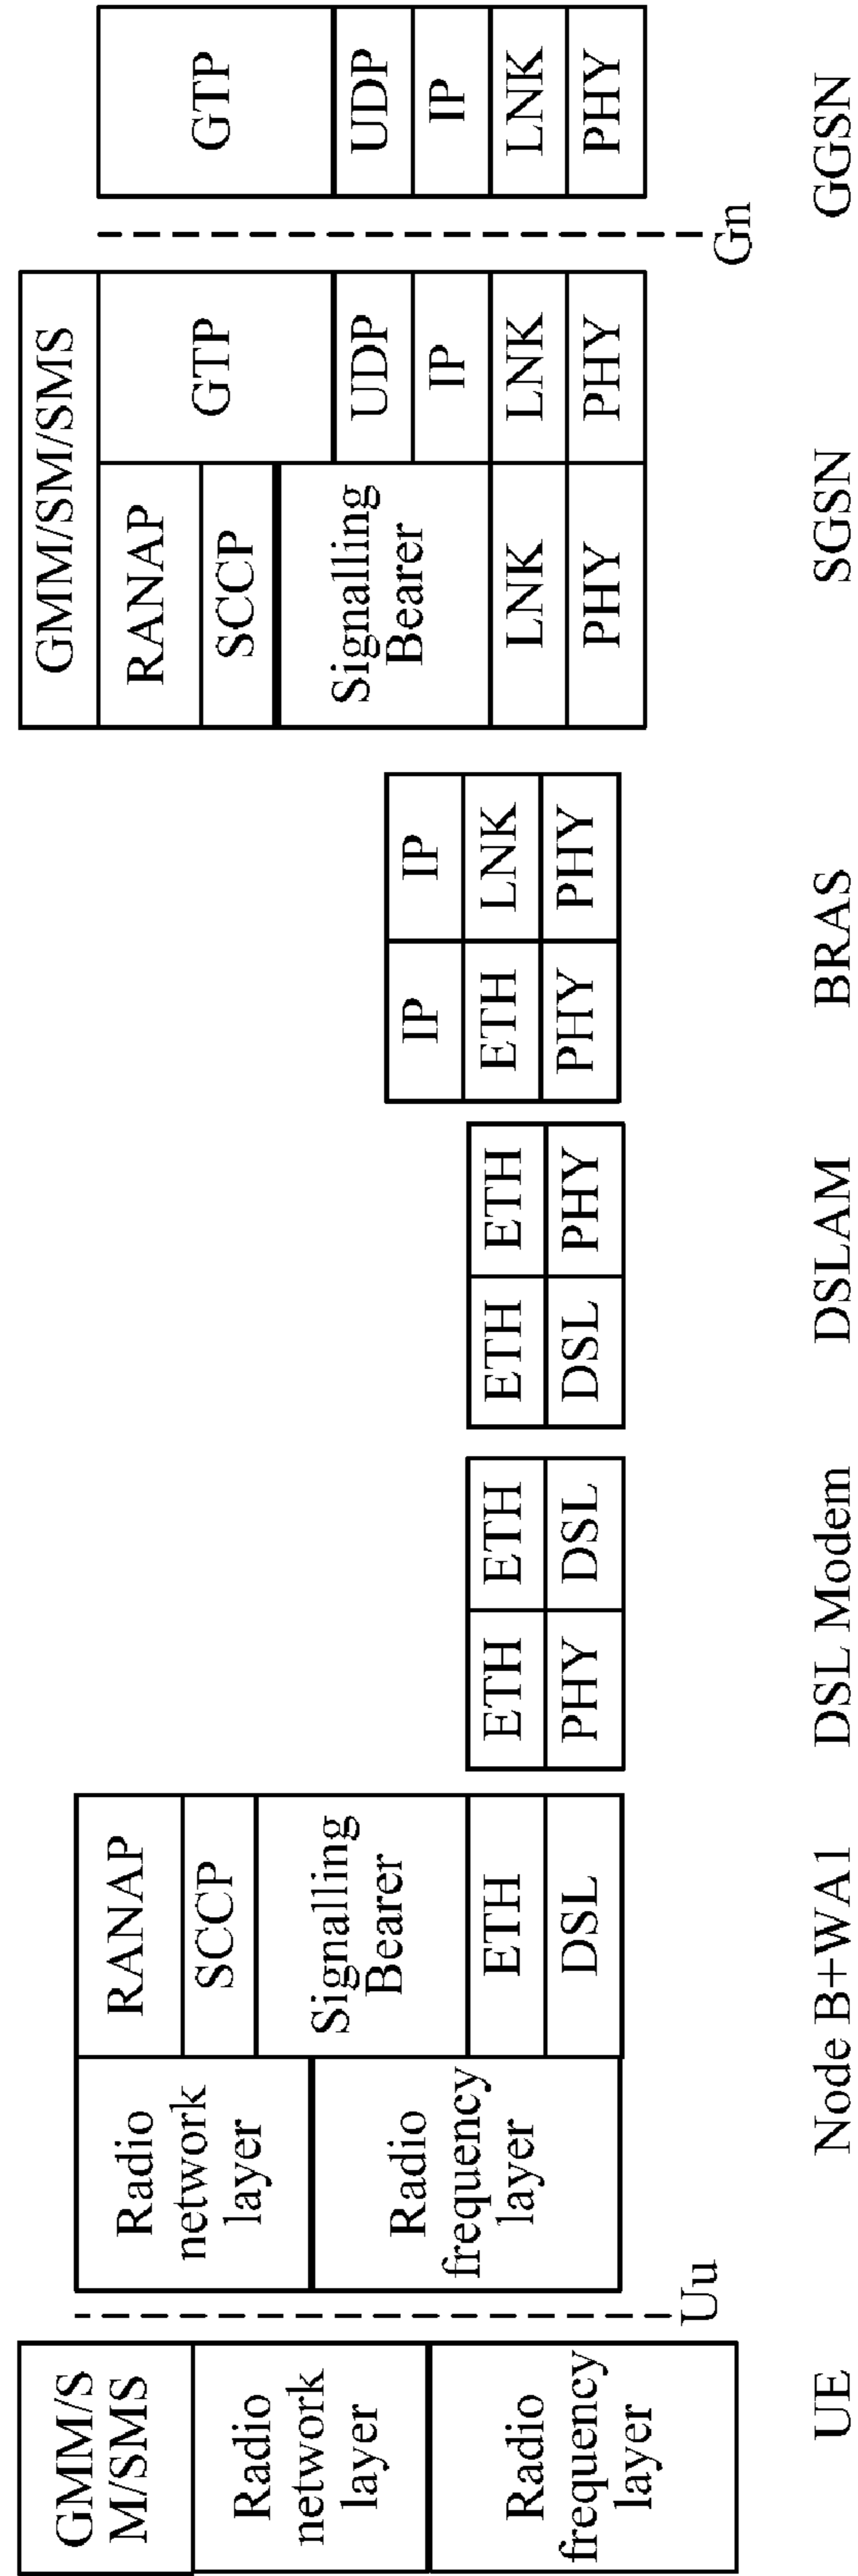 GMM/S
M/SMS
Radio
network
layer
Radio
frequency
layer
UE
Uu
Radio
network
layer
Radio
frequency
layer
RANAP
SCCP
Signalling
Bearer
ETH
DSL
Node B+WA1
ETH
PHY
ETH
DSL
DSL Modem
ETH
DSL
ETH
PHY
DSLAM
IP
ETH
PHY
IP
LNK
PHY
BRAS
GMM/SM/SMS
RANAP
SCCP
Signalling
Bearer
LNK
PHY
GTP
UDP
IP
LNK
PHY
SGSN
Gn
GTP
UDP
IP
LNK
PHY
GGSN